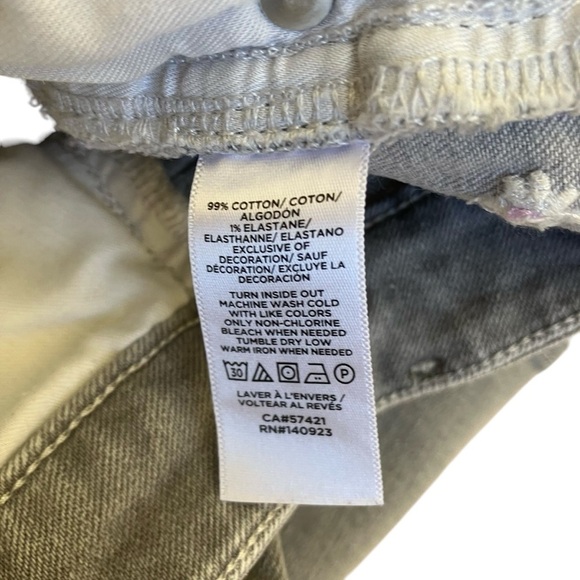 99% COTTON/ COTON/
ALGODÓN
1% ELASTANE/
ELASTHANNE/ ELASTANO
EXCLUSIVE OF
DECORATION/ SAUF
DÉCORATION/ EXCLUYE LA
DECORACIÓN
TURN INSIDE OUT
MACHINE WASH COLD
WITH LIKE COLORS
ONLY NON-CHLORINE
BLEACH WHEN NEEDED
TUMBLE DRY LOW
WARM IRON WHEN NEEDED
30 P
LAVER À L'ENVERS /
VOLTEAR AL REVÉS
CA#57421
RN#140923